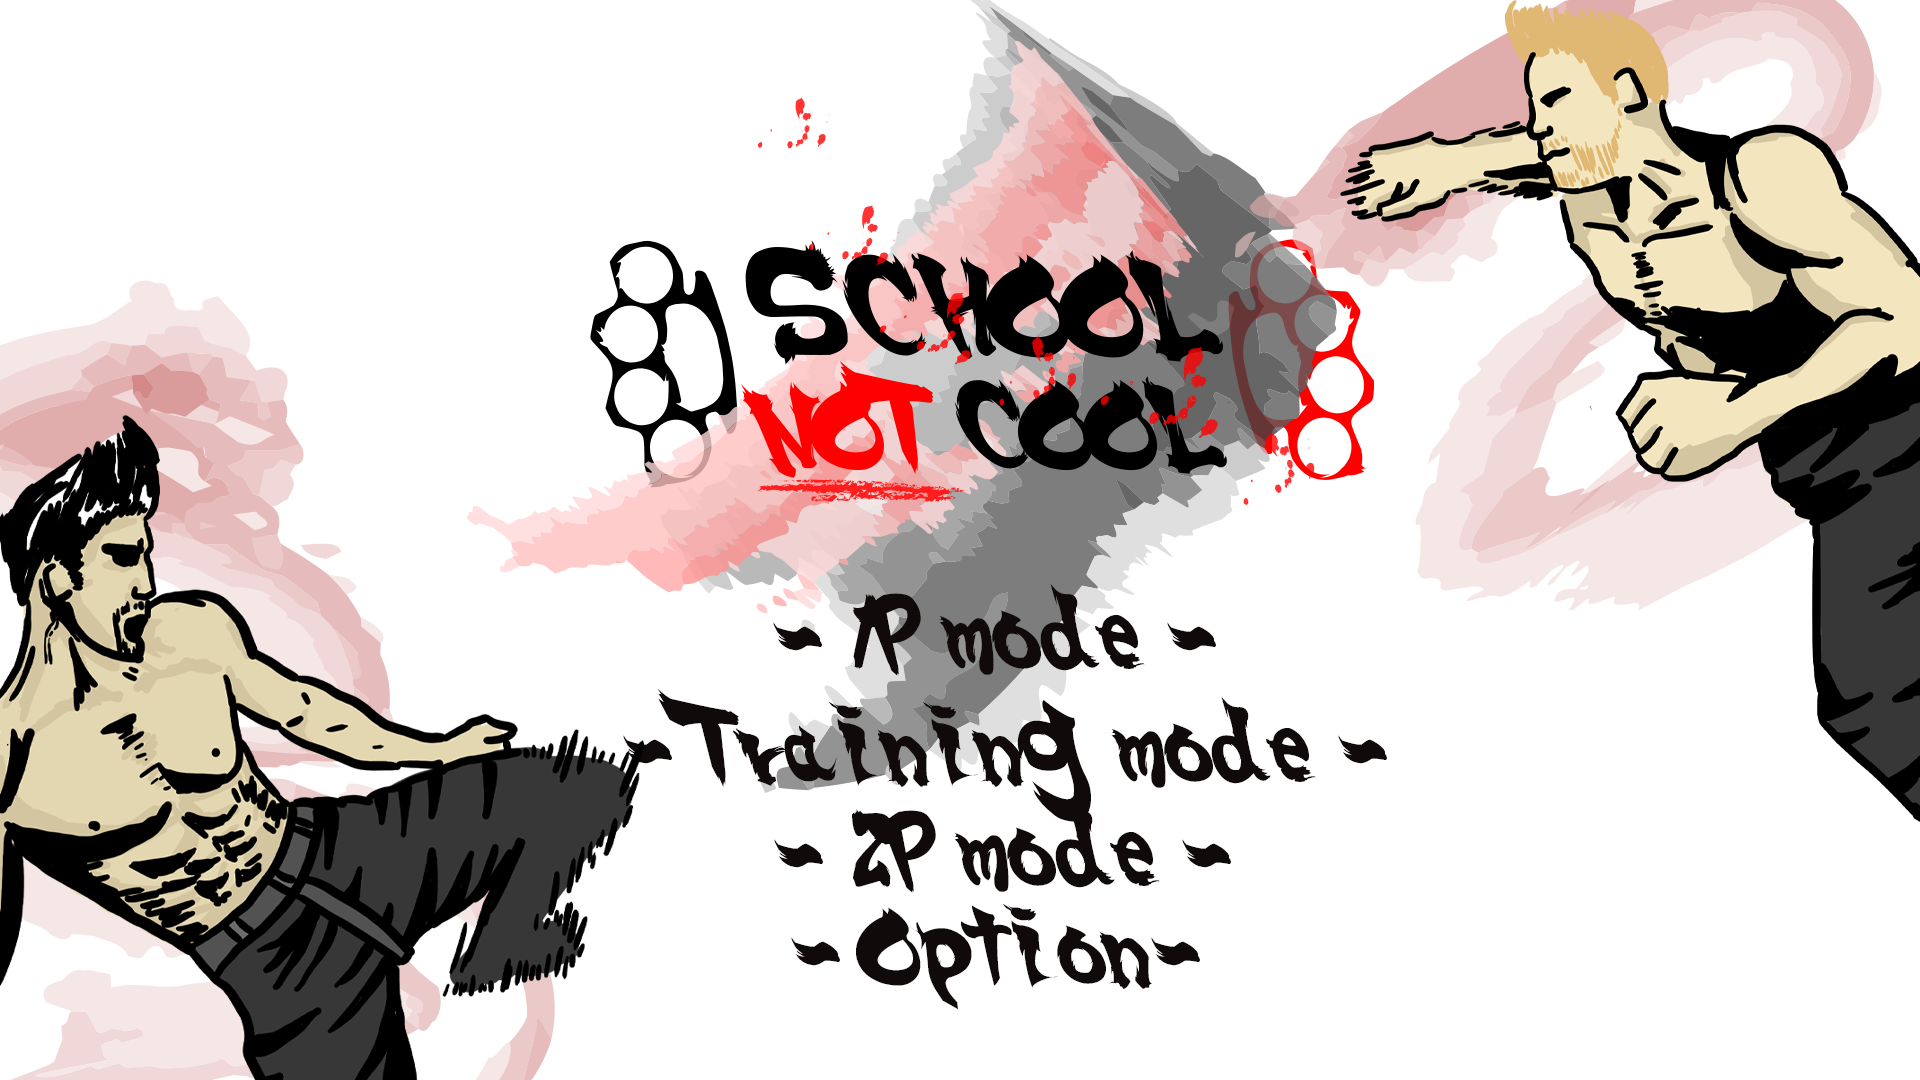 SCHOOL
NOT COOL
- 1P mode -
- Training mode -
- 2P mode -
- Option -